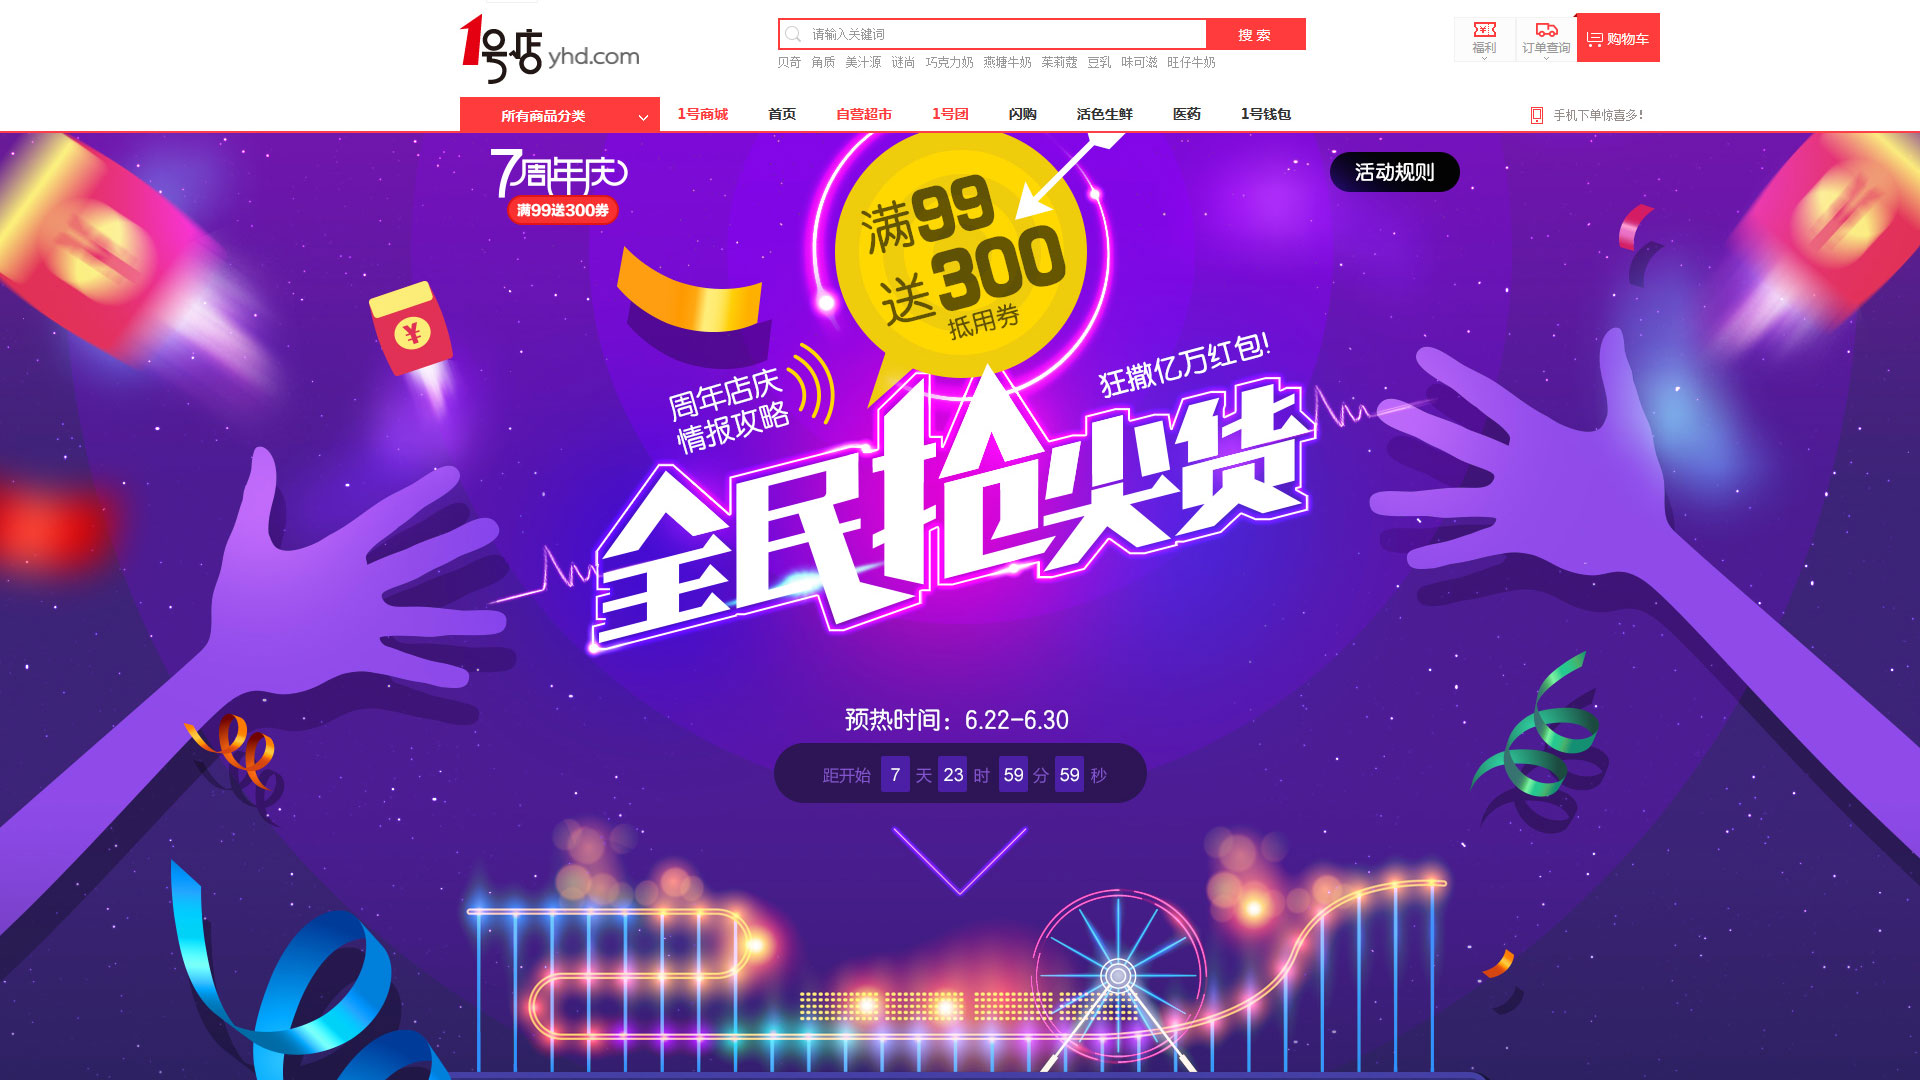 1号店 yhd.com
请输入关键词
搜 索
贝奇 角质 美汁源 谜尚 巧克力奶 燕塘牛奶 茱莉蔻 豆乳 味可滋 旺仔牛奶
福利
订单查询
购物车
所有商品分类
1号商城 首页 自营超市 1号团 闪购 活色生鲜 医药 1号钱包
手机下单惊喜多!
7周年庆
满99送300券
活动规则
满99
送300
抵用券
周年店庆
情报攻略
狂撒亿万红包!
全民抢尖货
预热时间：6.22-6.30
距开始 7 天 23 时 59 分 59 秒
¥